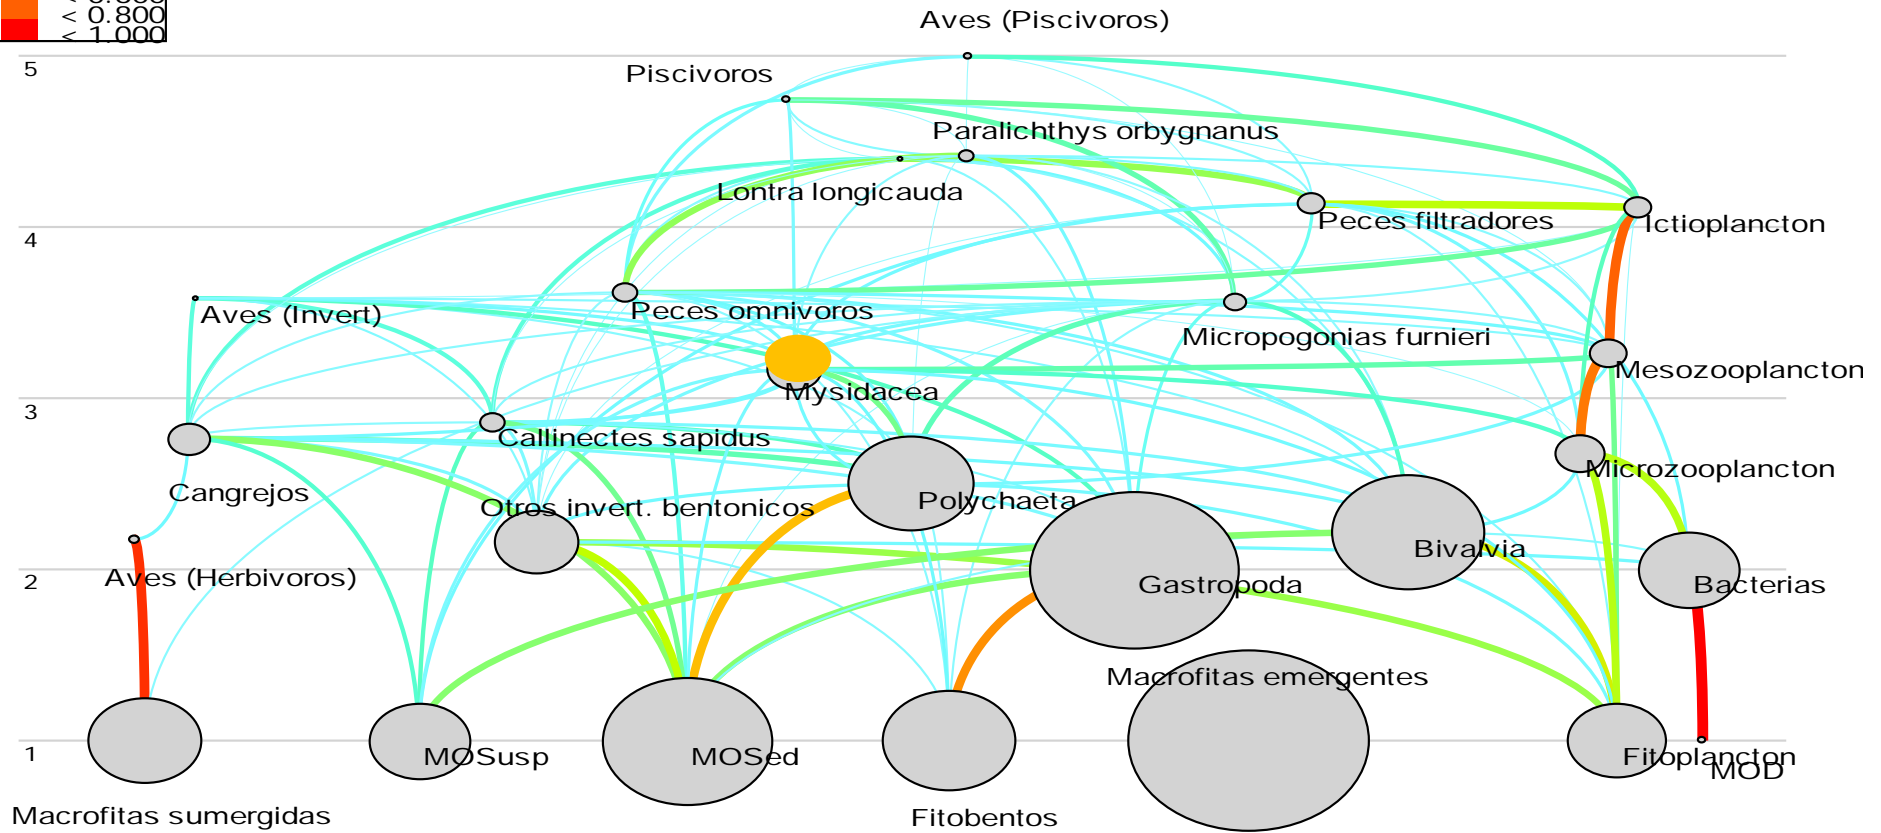 < 0.800
< 1.000
Aves (Piscivoros)
5
Piscivoros
Paralichthys orbygnanus
Lontra longicauda
Peces filtradores
Ictioplancton
4
Aves (Invert)
Peces omnivoros
Micropogonias furnieri
Mesozooplancton
Mysidacea
3
Callinectes sapidus
Microzooplancton
Cangrejos
Otros invert. bentonicos
Polychaeta
Bivalvia
Aves (Herbivoros)
2
Gastropoda
Bacterias
Macrofitas emergentes
1
MOSusp
MOSed
Fitoplancton
MOD
Macrofitas sumergidas
Fitobentos